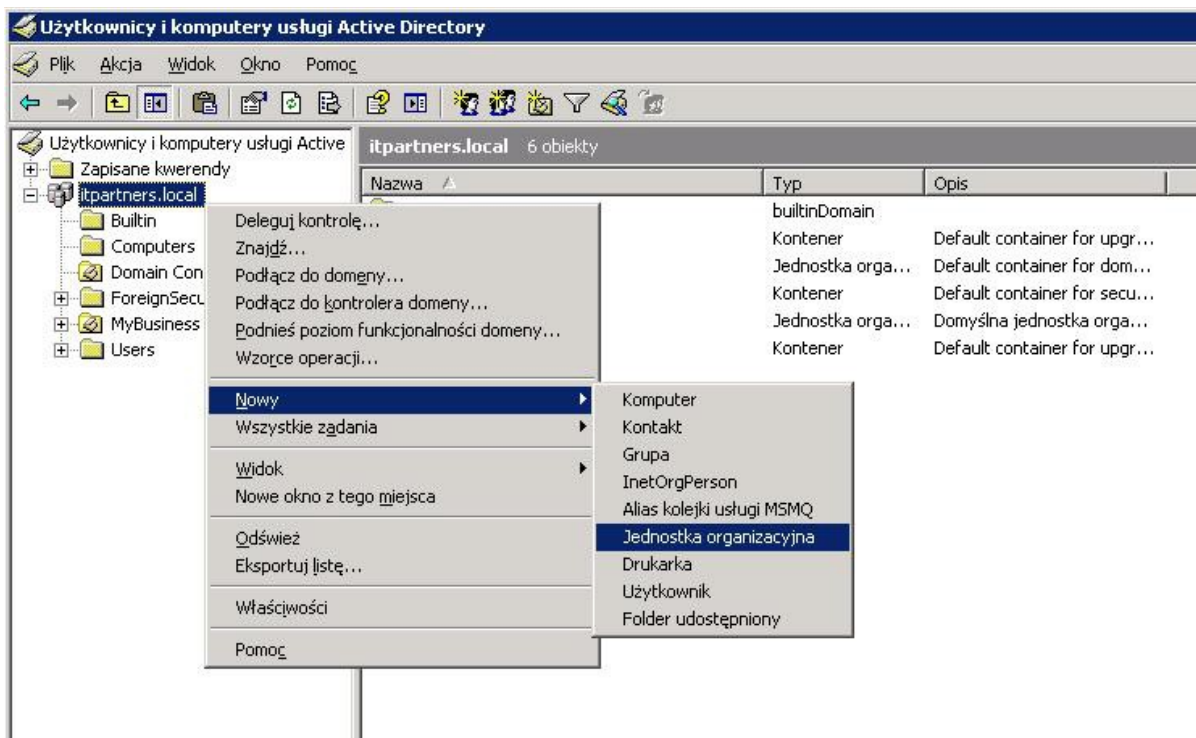 Użytkownicy i komputery usługi Active Directory
Plik Akcja Widok Okno Pomoc
Użytkownicy i komputery usługi Active
Zapisane kwerendy
itpartners.local
Builtin
Computers
Domain Con
ForeignSecu
MyBusiness
Users
itpartners.local 6 obiekty
Nazwa Typ Opis
builtinDomain
Kontener Default container for upgr...
Jednostka orga... Default container for dom...
Kontener Default container for secu...
Jednostka orga... Domyślna jednostka orga...
Kontener Default container for upgr...
Deleguj kontrolę...
Znajdź...
Podłącz do domeny...
Podłącz do kontrolera domeny...
Podnieś poziom funkcjonalności domeny...
Wzorce operacji...
Nowy
Wszystkie zadania
Widok
Nowe okno z tego miejsca
Odśwież
Eksportuj listę...
Właściwości
Pomoc
Komputer
Kontakt
Grupa
InetOrgPerson
Alias kolejki usługi MSMQ
Jednostka organizacyjna
Drukarka
Użytkownik
Folder udostępniony